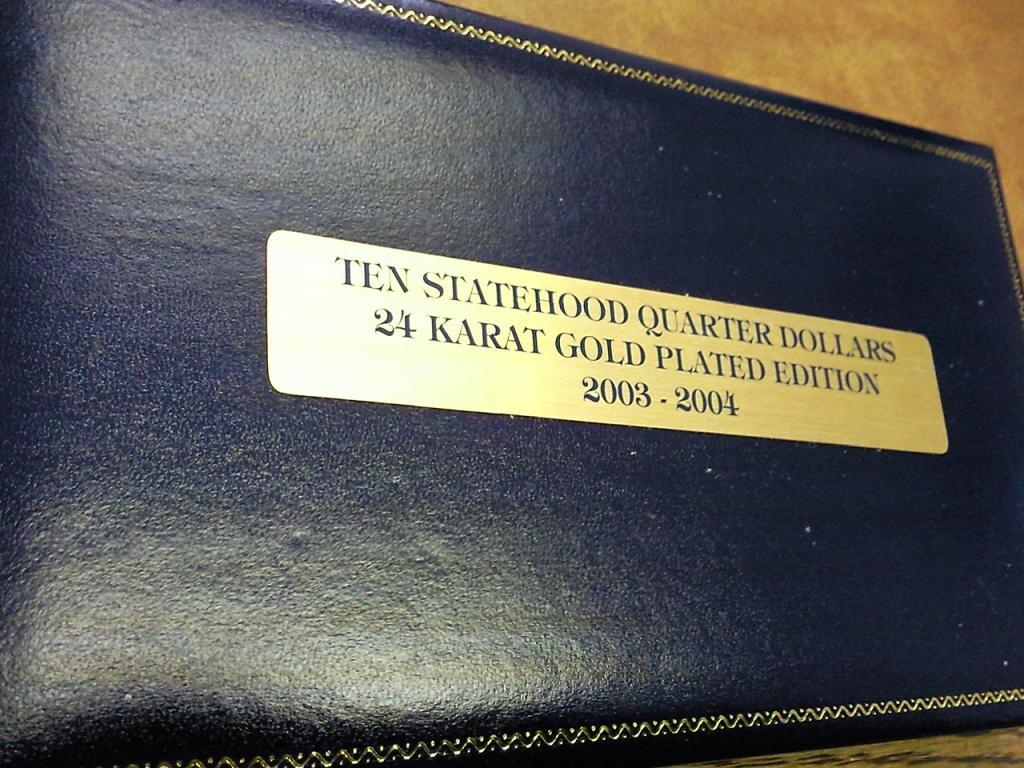 TEN STATEHOOD QUARTER DOLLARS
24 KARAT GOLD PLATED EDITION
2003 - 2004